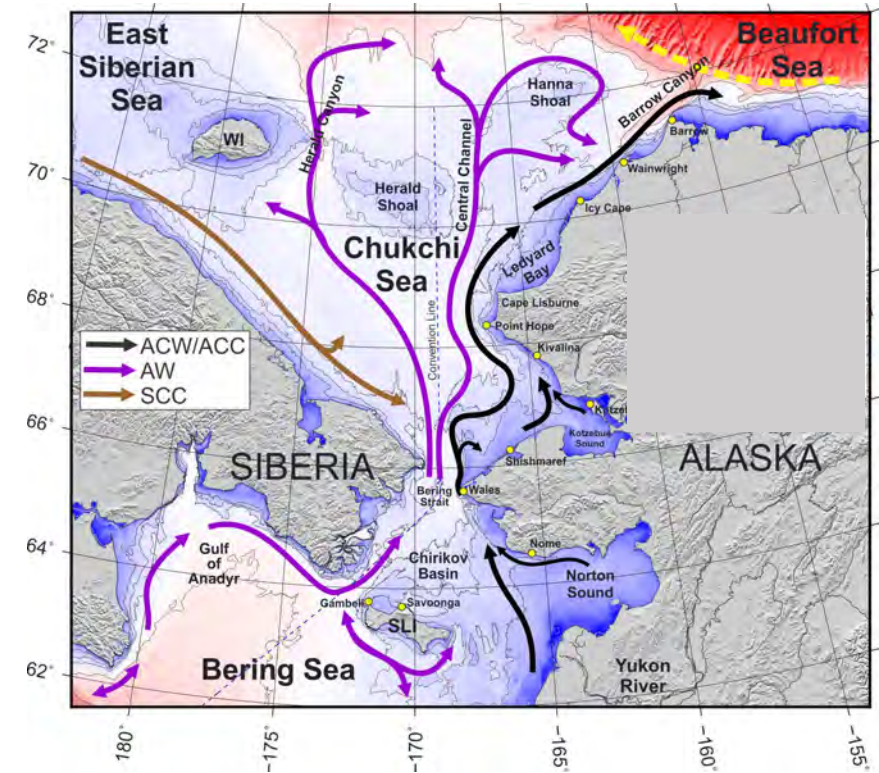 72°
70°
68°
66°
64°
62°
East
Siberian
Sea
Beaufort
Sea
WI
Herald Canyon
Central Channel
Hanna
Shoal
Barrow Canyon
Barrow
Wainwright
Icy Cape
Herald
Shoal
Chukchi
Sea
Ledyard
Bay
Convention Line
Cape Lisburne
Point Hope
Kivalina
ACW/ACC
AW
SCC
Kotzebue
Sound
Shishmaref
SIBERIA
ALASKA
Bering
Strait
Wales
Gulf
of
Anadyr
Chirikov
Basin
Nome
Norton
Sound
Gambell
Savoonga
SLI
Bering Sea
Yukon
River
180°
-175°
-170°
-165°
-160°
-155°